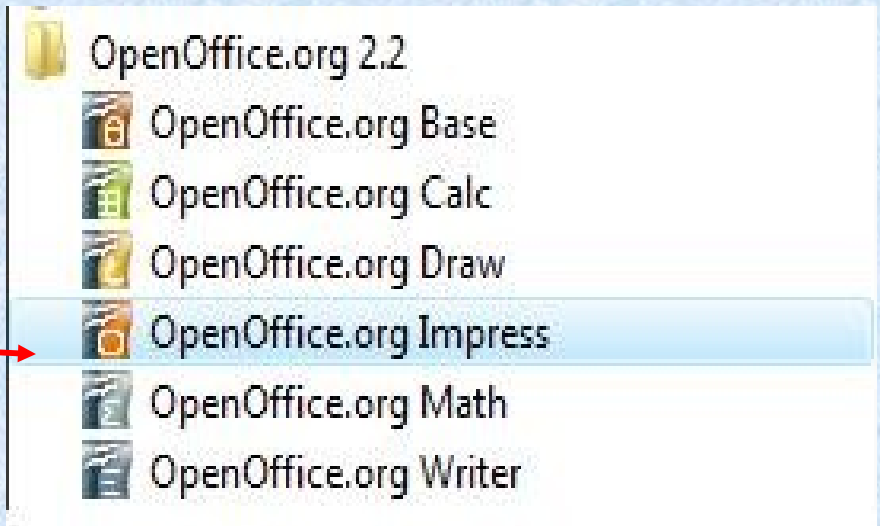 OpenOffice.org 2.2
OpenOffice.org Base
OpenOffice.org Calc
OpenOffice.org Draw
OpenOffice.org Impress
OpenOffice.org Math
OpenOffice.org Writer